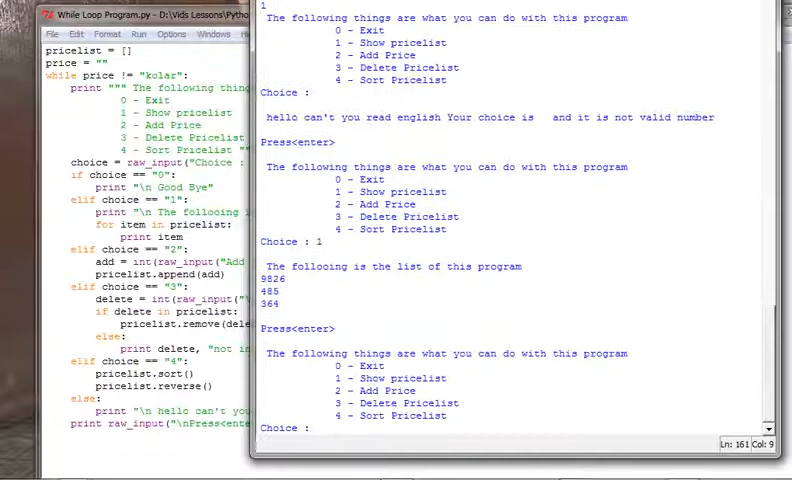 While Loop Program.py - D:\Vids Lessons\Pytho
File Edit Format Run Options Windows
pricelist = []
price = ""
while price != "kolar":
print """ The following thing
0 - Exit
1 - Show pricelist
2 - Add Price
3 - Delete Pricelist
4 - Sort Pricelist """
choice = raw_input("Choice :
if choice == "0":
print "\n Good Bye"
elif choice == "1":
print "\n The follooing i
for item in pricelist:
print item
elif choice == "2":
add = int(raw_input("Add
pricelist.append(add)
elif choice == "3":
delete = int(raw_input("
if delete in pricelist:
pricelist.remove(dele
else:
print delete, "not in
elif choice == "4":
pricelist.sort()
pricelist.reverse()
else:
print "\n hello can't you
print raw_input("\nPress<ente
1
The following things are what you can do with this program
0 - Exit
1 - Show pricelist
2 - Add Price
3 - Delete Pricelist
4 - Sort Pricelist
Choice :
hello can't you read english Your choice is and it is not valid number
Press<enter>
The following things are what you can do with this program
0 - Exit
1 - Show pricelist
2 - Add Price
3 - Delete Pricelist
4 - Sort Pricelist
Choice : 1
The follooing is the list of this program
9826
485
364
Press<enter>
The following things are what you can do with this program
0 - Exit
1 - Show pricelist
2 - Add Price
3 - Delete Pricelist
4 - Sort Pricelist
Choice :
Ln: 161 Col: 9